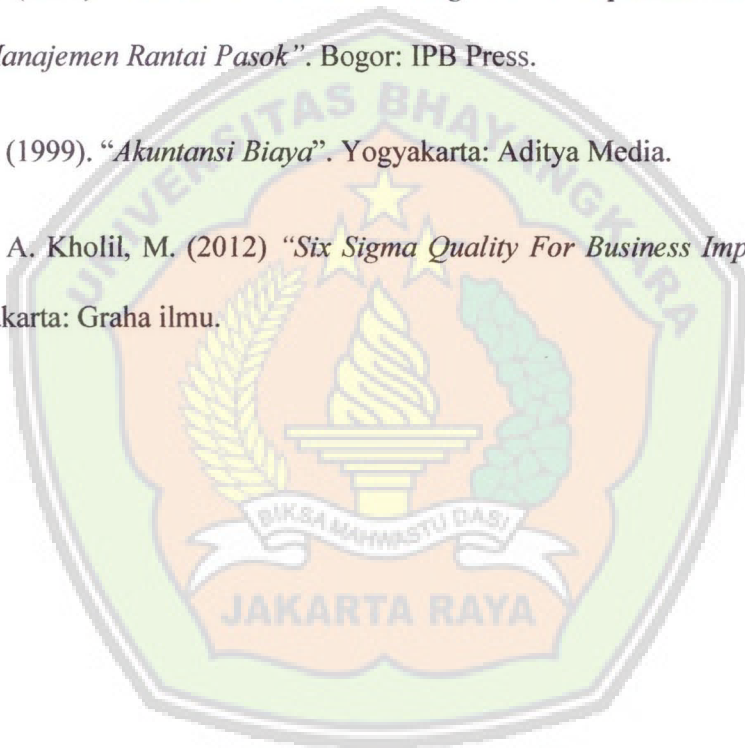 Manajemen Rantai Pasok”. Bogor: IPB Press.
(1999). “Akuntansi Biaya”. Yogyakarta: Aditya Media.
A. Kholil, M. (2012) “Six Sigma Quality For Business Imp
karta: Graha ilmu.
UNIVERSITAS BHAYANGKARA
BIKSA MAHWASTU DASI
JAKARTA RAYA